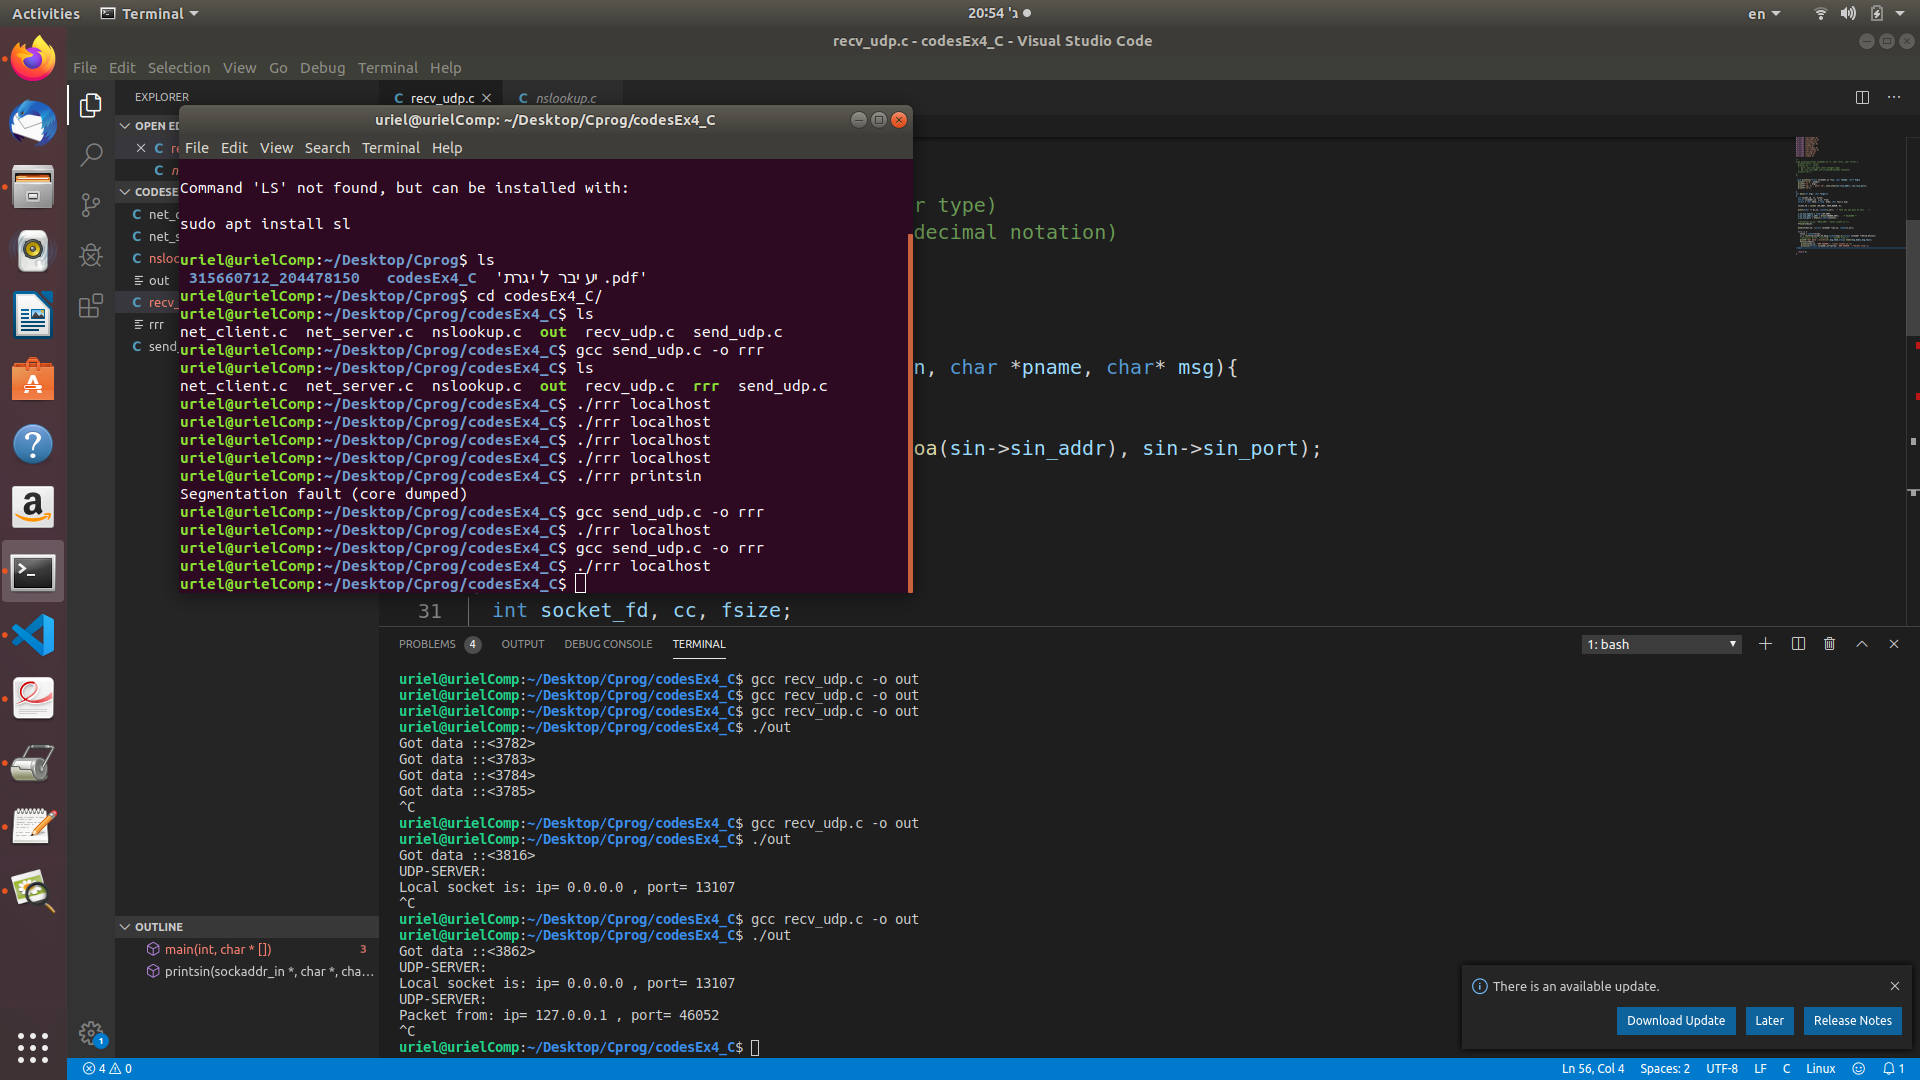 Activities Terminal
20:54 'ג
en
recv_udp.c - codesEx4_C - Visual Studio Code
File Edit Selection View Go Debug Terminal Help
EXPLORER
recv_udp.c
nslookup.c
OPEN ED
re
n
CODESE
net_c
net_s
nsloo
out
recv_
rrr
send_
uriel@urielComp: ~/Desktop/Cprog/codesEx4_C
File Edit View Search Terminal Help
Command 'LS' not found, but can be installed with:
sudo apt install sl
uriel@urielComp:~/Desktop/Cprog$ ls
315660712_204478150 codesEx4_C 'יע יבר ל יגרת.pdf'
uriel@urielComp:~/Desktop/Cprog$ cd codesEx4_C/
uriel@urielComp:~/Desktop/Cprog/codesEx4_C$ ls
net_client.c net_server.c nslookup.c out recv_udp.c send_udp.c
uriel@urielComp:~/Desktop/Cprog/codesEx4_C$ gcc send_udp.c -o rrr
uriel@urielComp:~/Desktop/Cprog/codesEx4_C$ ls
net_client.c net_server.c nslookup.c out recv_udp.c rrr send_udp.c
uriel@urielComp:~/Desktop/Cprog/codesEx4_C$ ./rrr localhost
uriel@urielComp:~/Desktop/Cprog/codesEx4_C$ ./rrr localhost
uriel@urielComp:~/Desktop/Cprog/codesEx4_C$ ./rrr localhost
uriel@urielComp:~/Desktop/Cprog/codesEx4_C$ ./rrr localhost
uriel@urielComp:~/Desktop/Cprog/codesEx4_C$ ./rrr printsin
Segmentation fault (core dumped)
uriel@urielComp:~/Desktop/Cprog/codesEx4_C$ gcc send_udp.c -o rrr
uriel@urielComp:~/Desktop/Cprog/codesEx4_C$ ./rrr localhost
uriel@urielComp:~/Desktop/Cprog/codesEx4_C$ gcc send_udp.c -o rrr
uriel@urielComp:~/Desktop/Cprog/codesEx4_C$ ./rrr localhost
uriel@urielComp:~/Desktop/Cprog/codesEx4_C$
r type)
decimal notation)
n, char *pname, char* msg){
oa(sin->sin_addr), sin->sin_port);
31 int socket_fd, cc, fsize;
PROBLEMS 4 OUTPUT DEBUG CONSOLE TERMINAL
1: bash
uriel@urielComp:~/Desktop/Cprog/codesEx4_C$ gcc recv_udp.c -o out
uriel@urielComp:~/Desktop/Cprog/codesEx4_C$ gcc recv_udp.c -o out
uriel@urielComp:~/Desktop/Cprog/codesEx4_C$ gcc recv_udp.c -o out
uriel@urielComp:~/Desktop/Cprog/codesEx4_C$ ./out
Got data ::<3782>
Got data ::<3783>
Got data ::<3784>
Got data ::<3785>
^C
uriel@urielComp:~/Desktop/Cprog/codesEx4_C$ gcc recv_udp.c -o out
uriel@urielComp:~/Desktop/Cprog/codesEx4_C$ ./out
Got data ::<3816>
UDP-SERVER:
Local socket is: ip= 0.0.0.0 , port= 13107
^C
uriel@urielComp:~/Desktop/Cprog/codesEx4_C$ gcc recv_udp.c -o out
uriel@urielComp:~/Desktop/Cprog/codesEx4_C$ ./out
Got data ::<3862>
UDP-SERVER:
Local socket is: ip= 0.0.0.0 , port= 13107
UDP-SERVER:
Packet from: ip= 127.0.0.1 , port= 46052
^C
uriel@urielComp:~/Desktop/Cprog/codesEx4_C$
OUTLINE
main(int, char * []) 3
printsin(sockaddr_in *, char *, cha…
There is an available update.
Download Update Later Release Notes
1
4 0
Ln 56, Col 4 Spaces: 2 UTF-8 LF C Linux 1